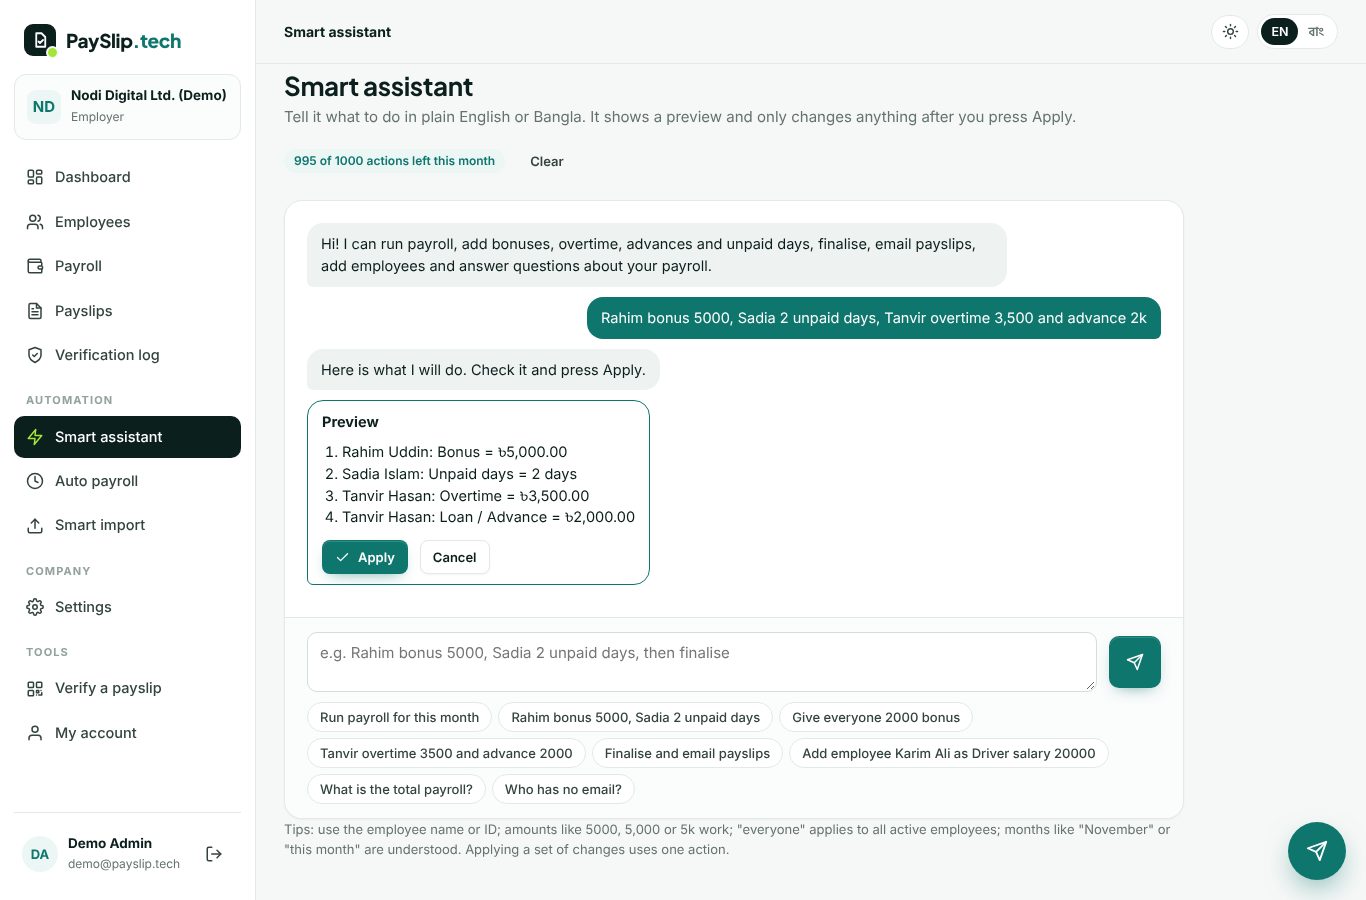 PaySlip.tech
ND
Nodi Digital Ltd. (Demo)
Employer
Dashboard
Employees
Payroll
Payslips
Verification log
AUTOMATION
Smart assistant
Auto payroll
Smart import
COMPANY
Settings
TOOLS
Verify a payslip
My account
DA
Demo Admin
demo@payslip.tech
Smart assistant
EN
বাং
Smart assistant
Tell it what to do in plain English or Bangla. It shows a preview and only changes anything after you press Apply.
995 of 1000 actions left this month
Clear
Hi! I can run payroll, add bonuses, overtime, advances and unpaid days, finalise, email payslips,
add employees and answer questions about your payroll.
Rahim bonus 5000, Sadia 2 unpaid days, Tanvir overtime 3,500 and advance 2k
Here is what I will do. Check it and press Apply.
Preview
1. Rahim Uddin: Bonus = ৳5,000.00
2. Sadia Islam: Unpaid days = 2 days
3. Tanvir Hasan: Overtime = ৳3,500.00
4. Tanvir Hasan: Loan / Advance = ৳2,000.00
Apply
Cancel
e.g. Rahim bonus 5000, Sadia 2 unpaid days, then finalise
Run payroll for this month
Rahim bonus 5000, Sadia 2 unpaid days
Give everyone 2000 bonus
Tanvir overtime 3500 and advance 2000
Finalise and email payslips
Add employee Karim Ali as Driver salary 20000
What is the total payroll?
Who has no email?
Tips: use the employee name or ID; amounts like 5000, 5,000 or 5k work; "everyone" applies to all active employees; months like "November" or
"this month" are understood. Applying a set of changes uses one action.